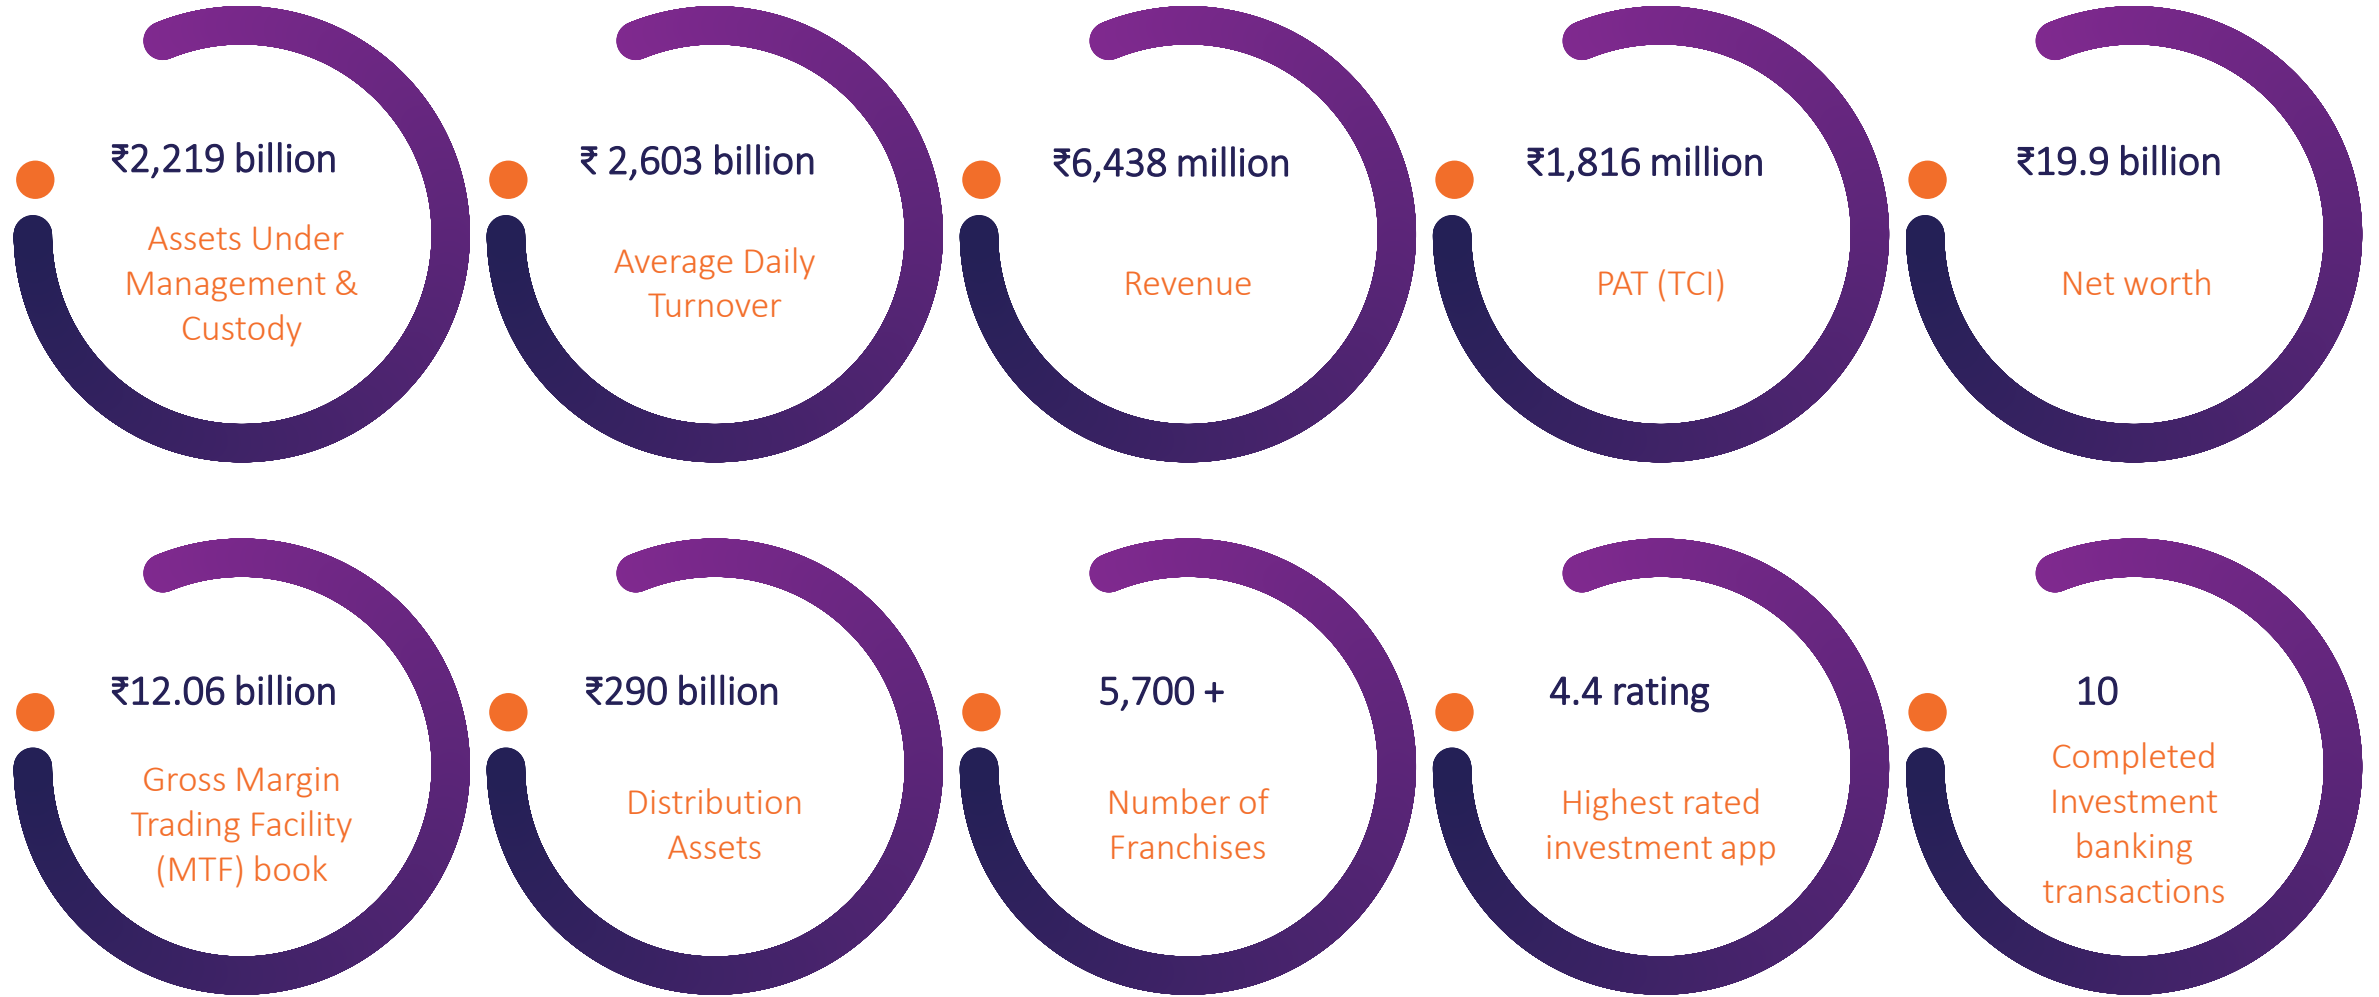 ₹2,219 billion
Assets Under
Management &
Custody
₹ 2,603 billion
Average Daily
Turnover
₹6,438 million
Revenue
₹1,816 million
PAT (TCI)
₹19.9 billion
Net worth
₹12.06 billion
Gross Margin
Trading Facility
(MTF) book
₹290 billion
Distribution
Assets
5,700 +
Number of
Franchises
4.4 rating
Highest rated
investment app
10
Completed
Investment
banking
transactions